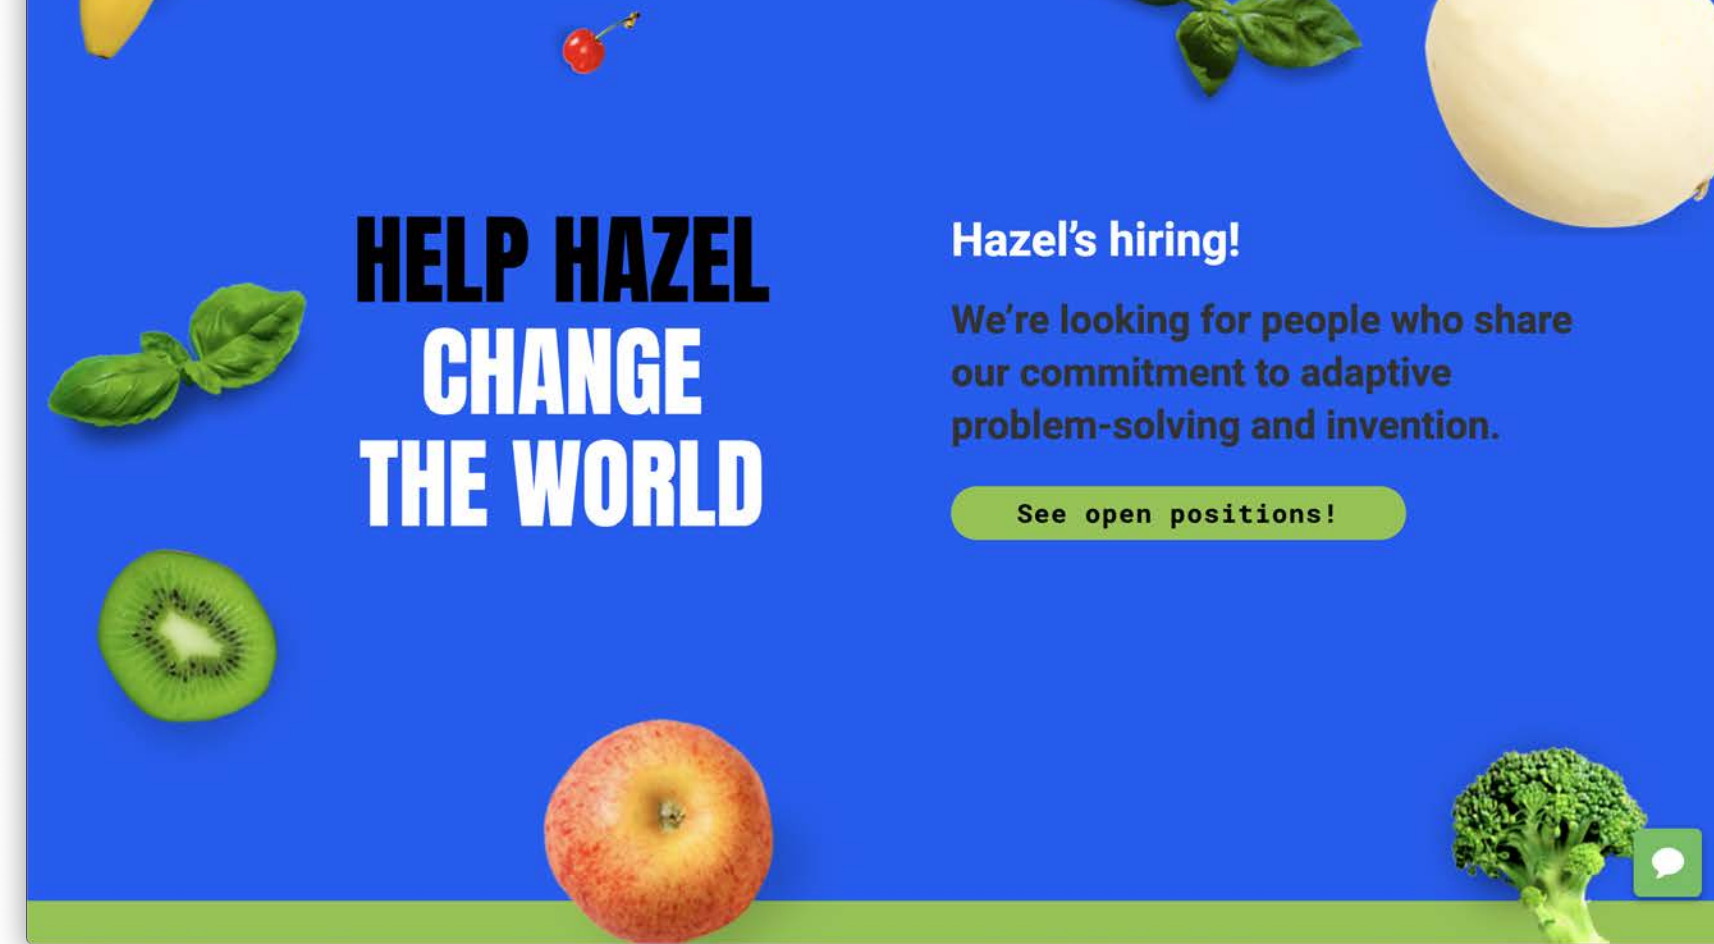 HELP HAZEL
CHANGE
THE WORLD
Hazel’s hiring!
We’re looking for people who share
our commitment to adaptive
problem-solving and invention.
See open positions!